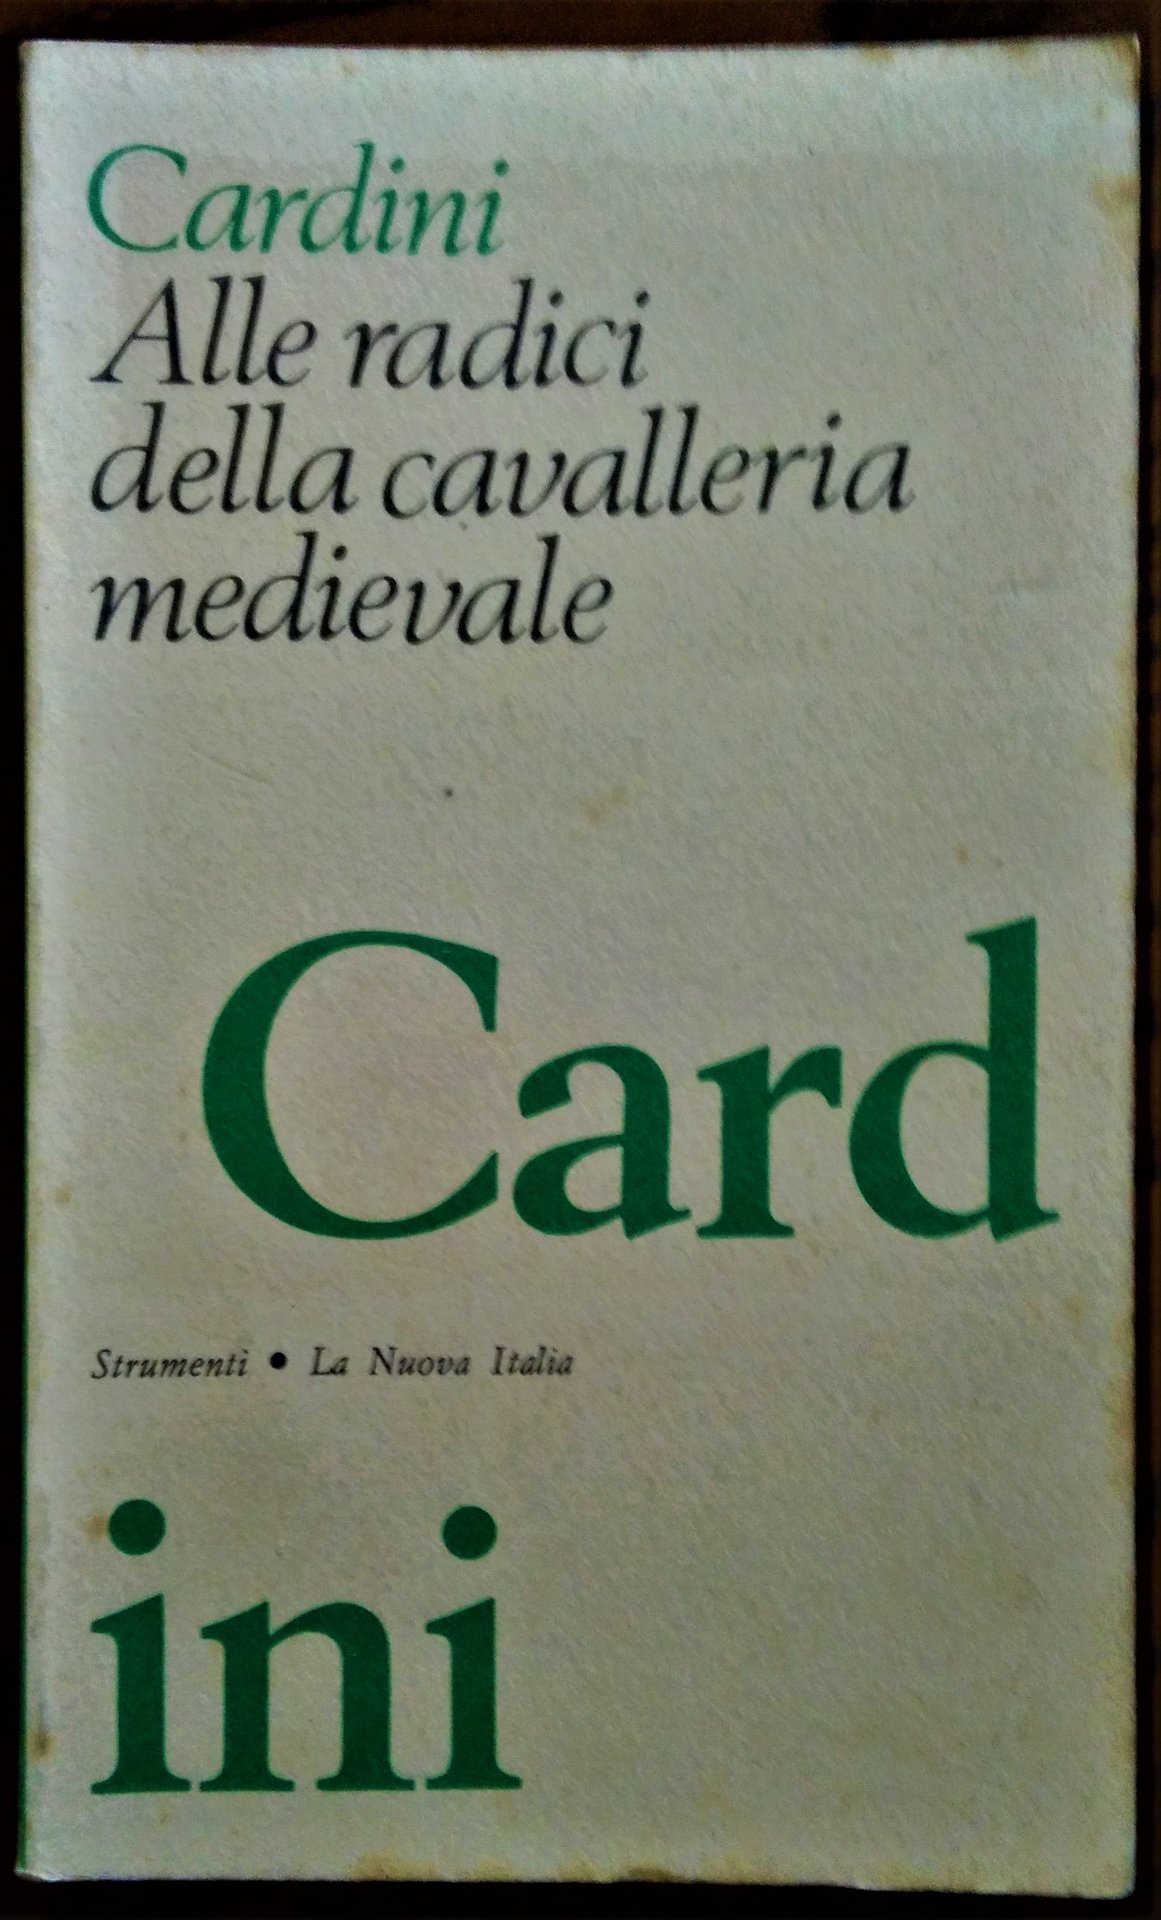 Cardini
Alle radici
della cavalleria
medievale
Card
Strumenti • La Nuova Italia
ini